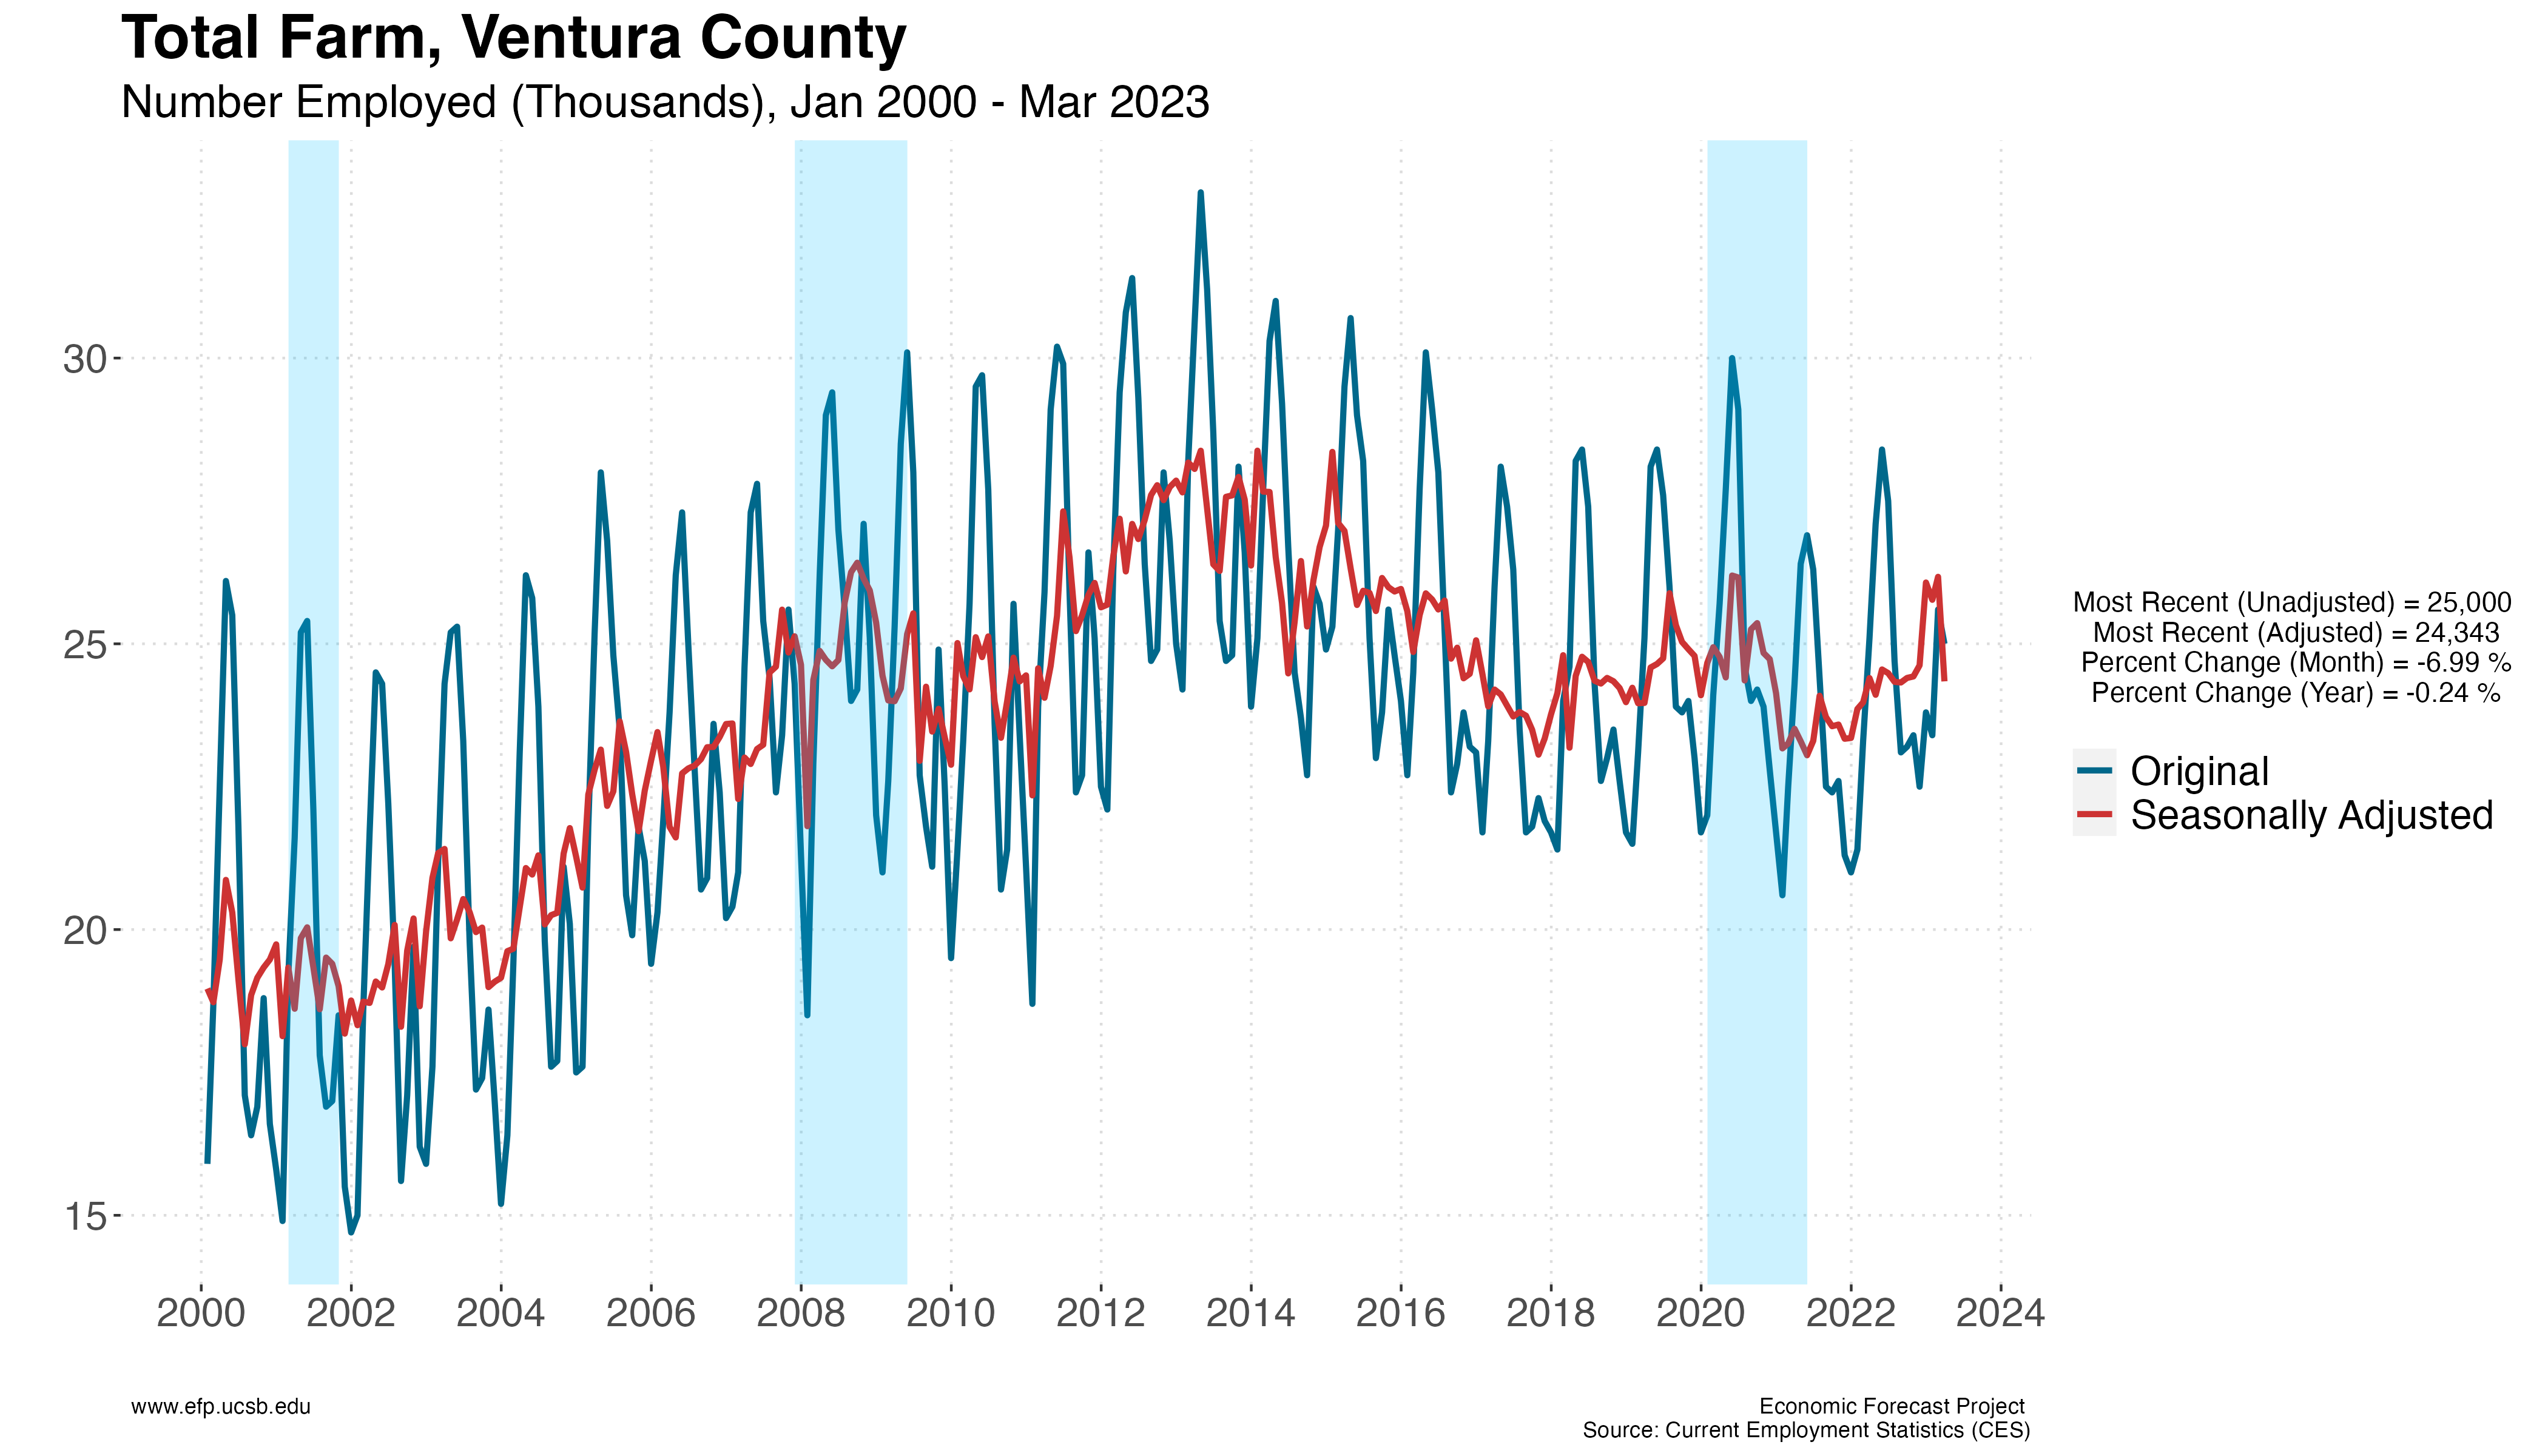 Total Farm, Ventura County
Number Employed (Thousands), Jan 2000 - Mar 2023
30
25
20
15
2000 2002 2004 2006 2008 2010 2012 2014 2016 2018 2020 2022 2024
Most Recent (Unadjusted) = 25,000
Most Recent (Adjusted) = 24,343
Percent Change (Month) = -6.99 %
Percent Change (Year) = -0.24 %
Original
Seasonally Adjusted
www.efp.ucsb.edu
Economic Forecast Project
Source: Current Employment Statistics (CES)